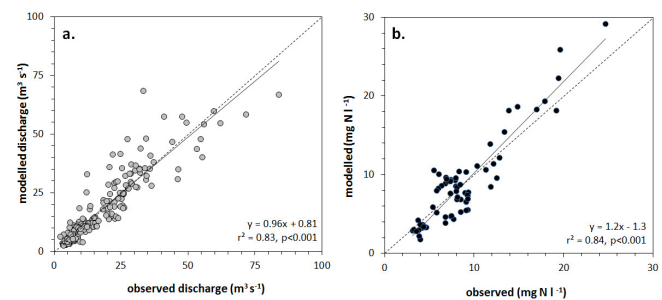 a.
100
75
50
25
0
0 25 50 75 100
modelled discharge (m³ s⁻¹)
observed discharge (m³ s⁻¹)
y = 0.96x + 0.81
r² = 0.83, p<0.001
b.
30
20
10
0
0 10 20 30
modelled (mg N l⁻¹)
observed (mg N l⁻¹)
y = 1.2x - 1.3
r² = 0.84, p<0.001